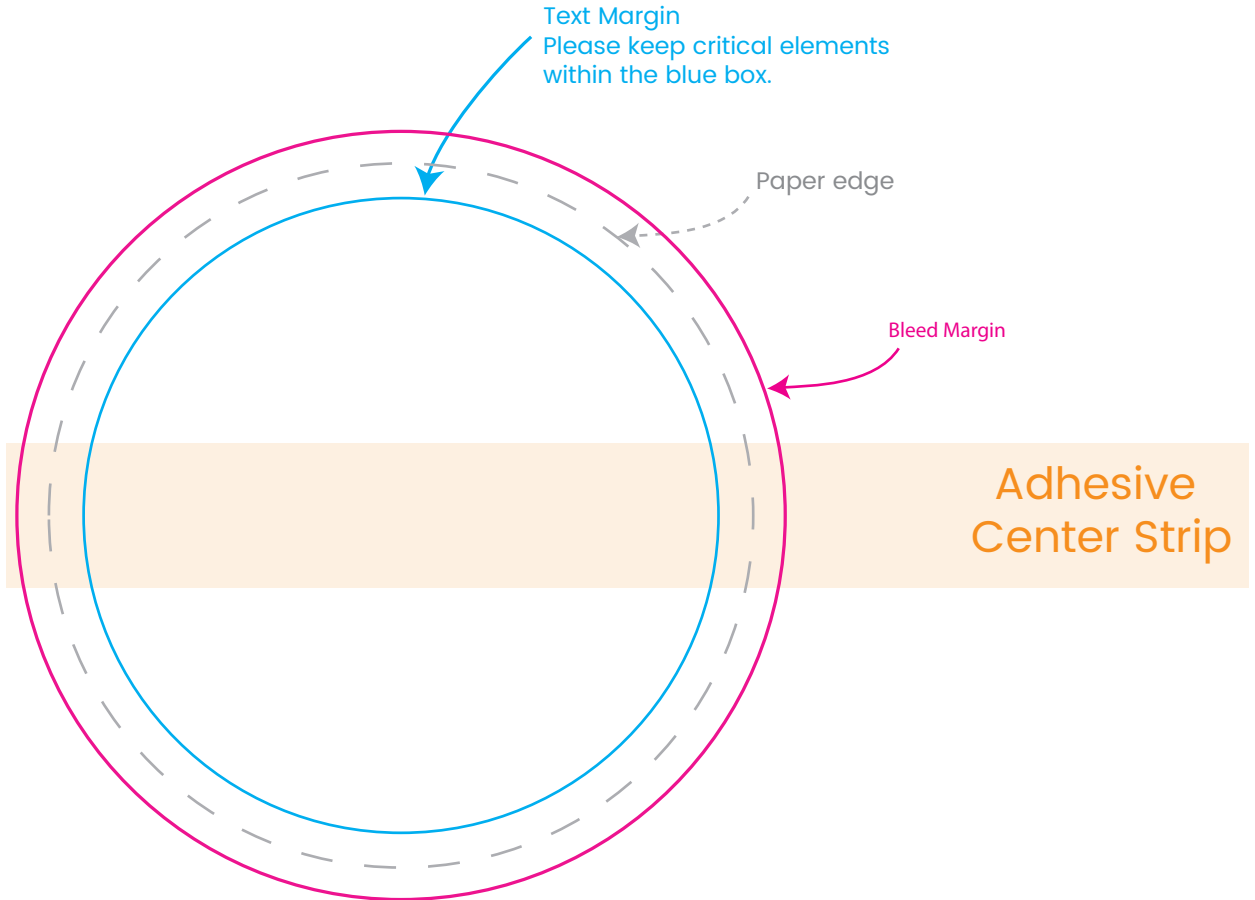 Text Margin
Please keep critical elements
within the blue box.
Paper edge
Bleed Margin
Adhesive
Center Strip